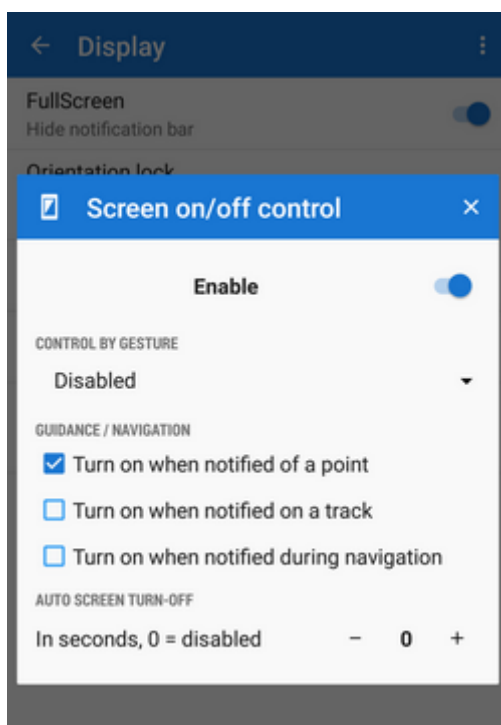 Display
FullScreen
Hide notification bar
Orientation lock
Screen on/off control
Enable
CONTROL BY GESTURE
Disabled
GUIDANCE / NAVIGATION
Turn on when notified of a point
Turn on when notified on a track
Turn on when notified during navigation
AUTO SCREEN TURN-OFF
In seconds, 0 = disabled − 0 +